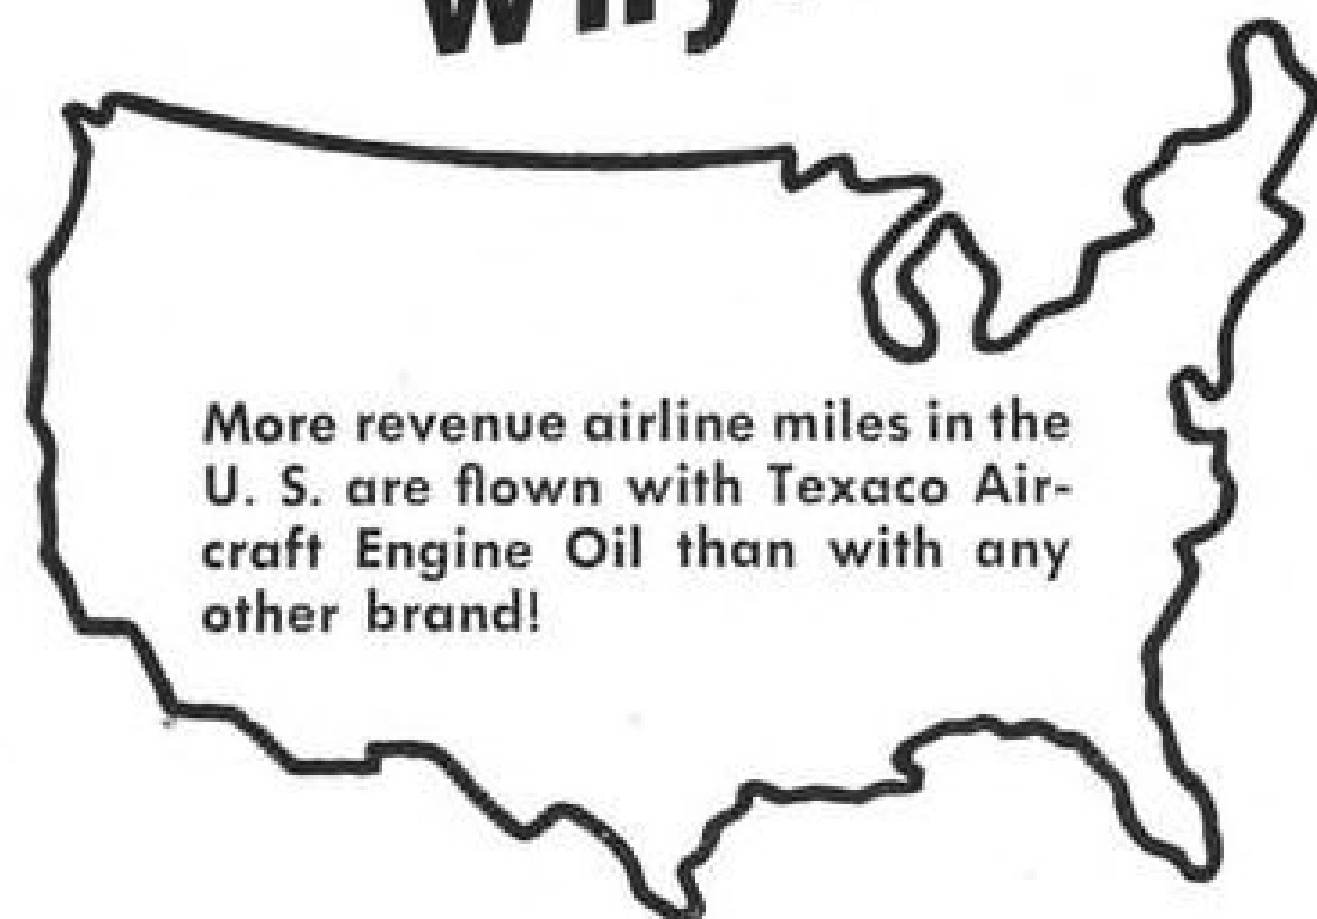 Why
More revenue airline miles in the
U. S. are flown with Texaco Air-
craft Engine Oil than with any
other brand!